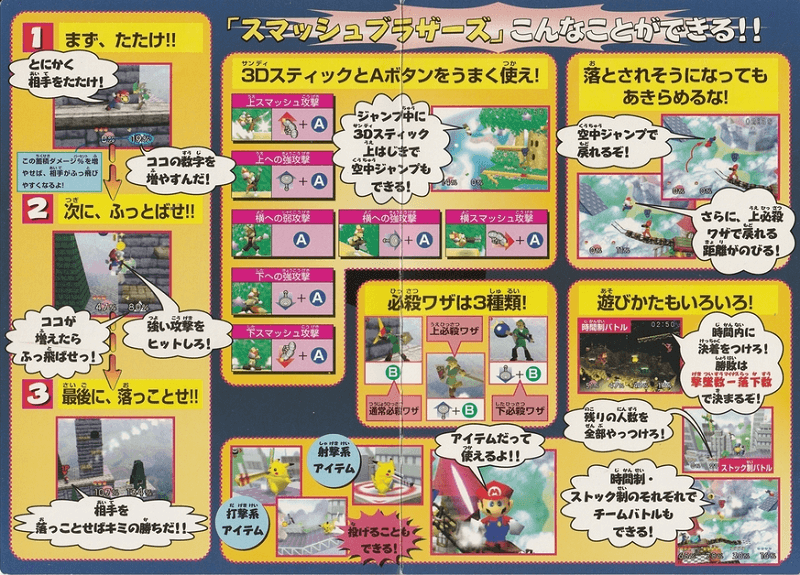 「スマッシュブラザーズ」こんなことができる!!
1 まず、たたけ!!
とにかく
相手をたたけ!
この蓄積ダメージ%を増
やせば、相手がふっ飛び
やすくなるよ!
ココの数字を
増やすんだ!
2 次に、ふっとばせ!!
47%
ココが
増えたら
ふっ飛ばせっ!
強い攻撃を
ヒットしろ!
3 最後に、落っことせ!!
相手を
落っことせばキミの勝ちだ!!
3DスティックとAボタンをうまく使え!
上スマッシュ攻撃
+ A
上への強攻撃
+ A
横への弱攻撃
A
横への強攻撃
+ A
横スマッシュ攻撃
+ A
下への強攻撃
+ A
下スマッシュ攻撃
+ A
ジャンプ中に
3Dスティック
上はじきで
空中ジャンプも
できる!
落とされそうになっても
あきらめるな!
空中ジャンプで
戻れるぞ!
さらに、上必殺
ワザで戻れる
距離がのびる!
必殺ワザは3種類!
B
通常必殺ワザ
上必殺ワザ
+ B
+ B
下必殺ワザ
射撃系
アイテム
打撃系
アイテム
投げることも
できる!
アイテムだって
使えるよ!!
遊びかたもいろいろ!
時間制バトル
02:50
時間内に
決着をつけろ!
勝敗は
撃墜数ー落下数
で決まるぞ!
残りの人数を
全部やっつけろ!
ストック制バトル
時間制・
ストック制のそれぞれで
チームバトルも
できる!